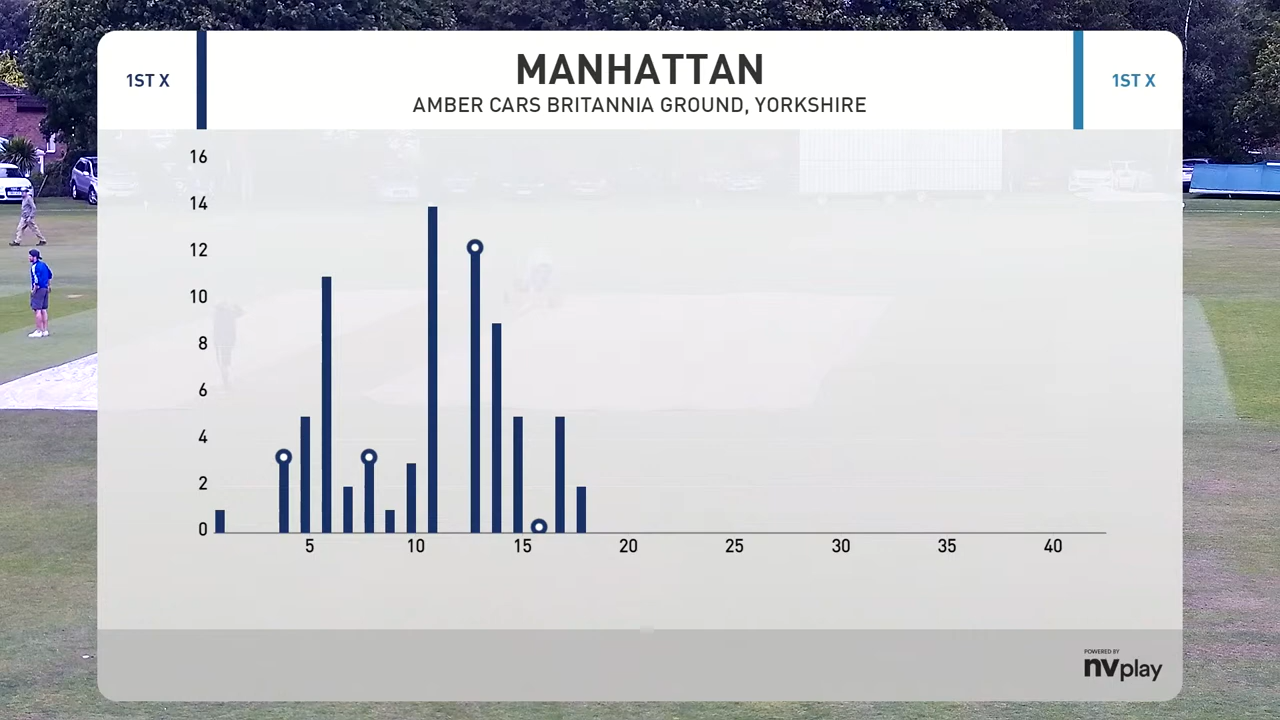 1ST X
MANHATTAN
AMBER CARS BRITANNIA GROUND, YORKSHIRE
1ST X
16
14
12
10
8
6
4
2
0
5 10 15 20 25 30 35 40
POWERED BY
nvplay